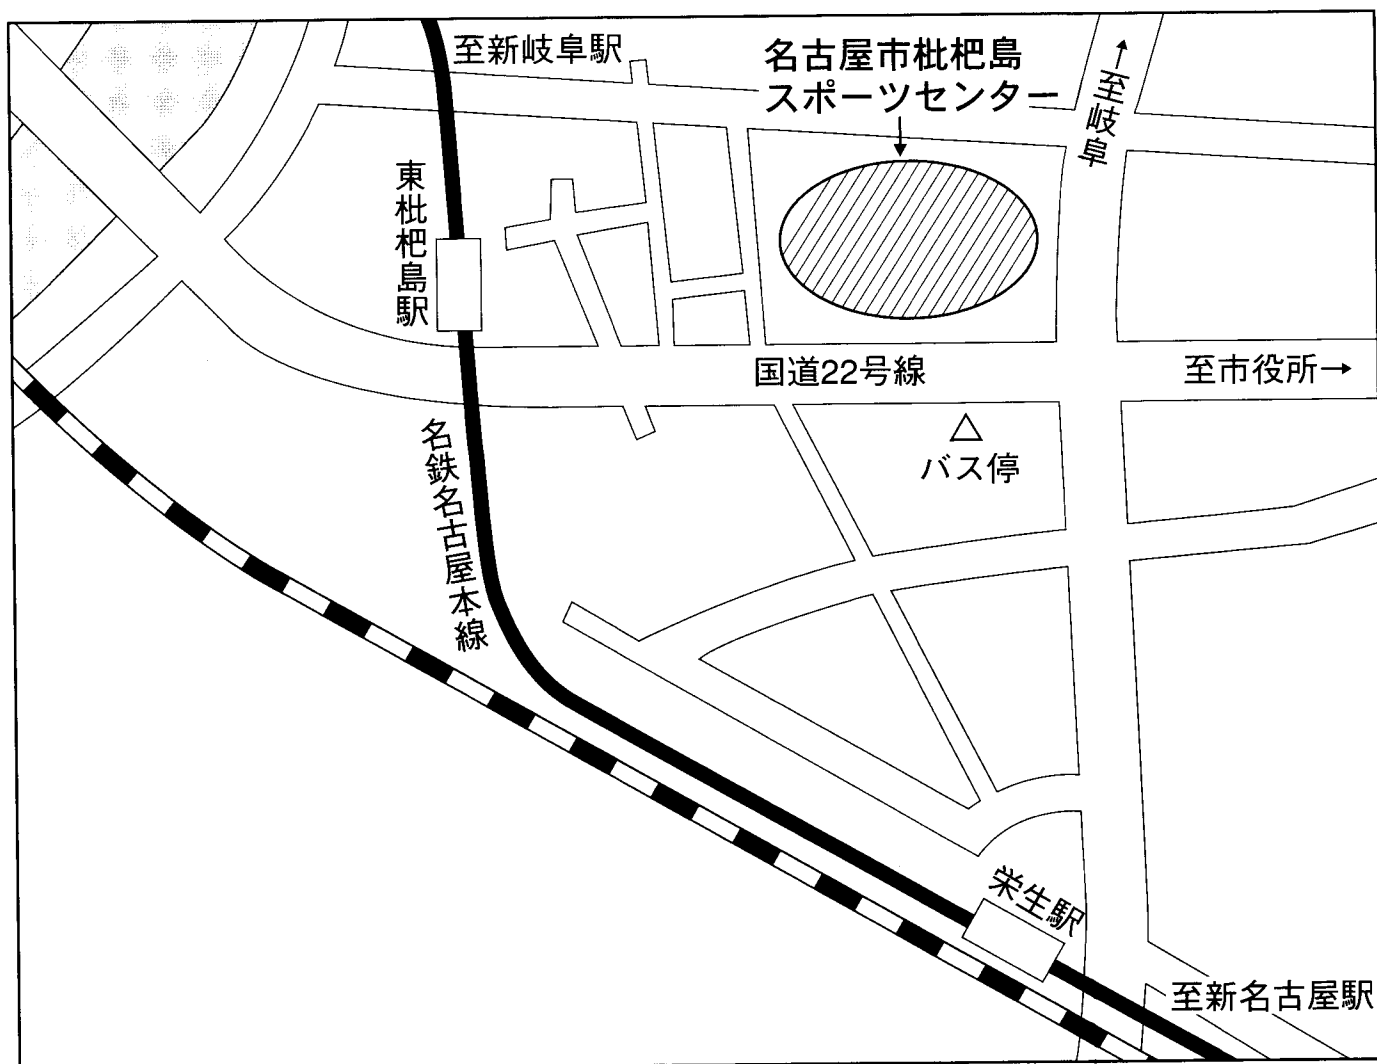 至新岐阜駅
名古屋市枇杷島
スポーツセンター
↑至岐阜
東枇杷島駅
国道22号線
至市役所→
△
バス停
名鉄名古屋本線
栄生駅
至新名古屋駅